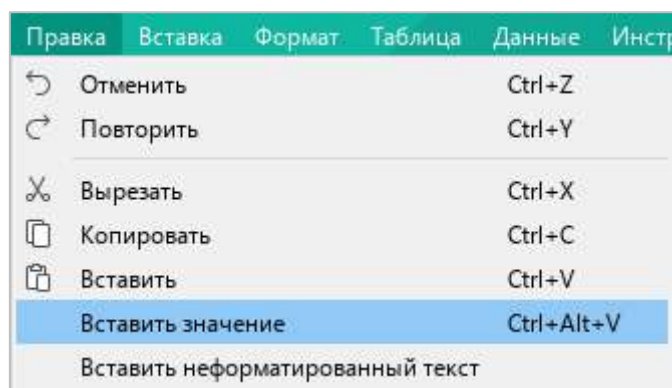 Правка Вставка Формат Таблица Данные
Отменить Ctrl+Z
Повторить Ctrl+Y
Вырезать Ctrl+X
Копировать Ctrl+C
Вставить Ctrl+V
Вставить значение Ctrl+Alt+V
Вставить неформатированный текст